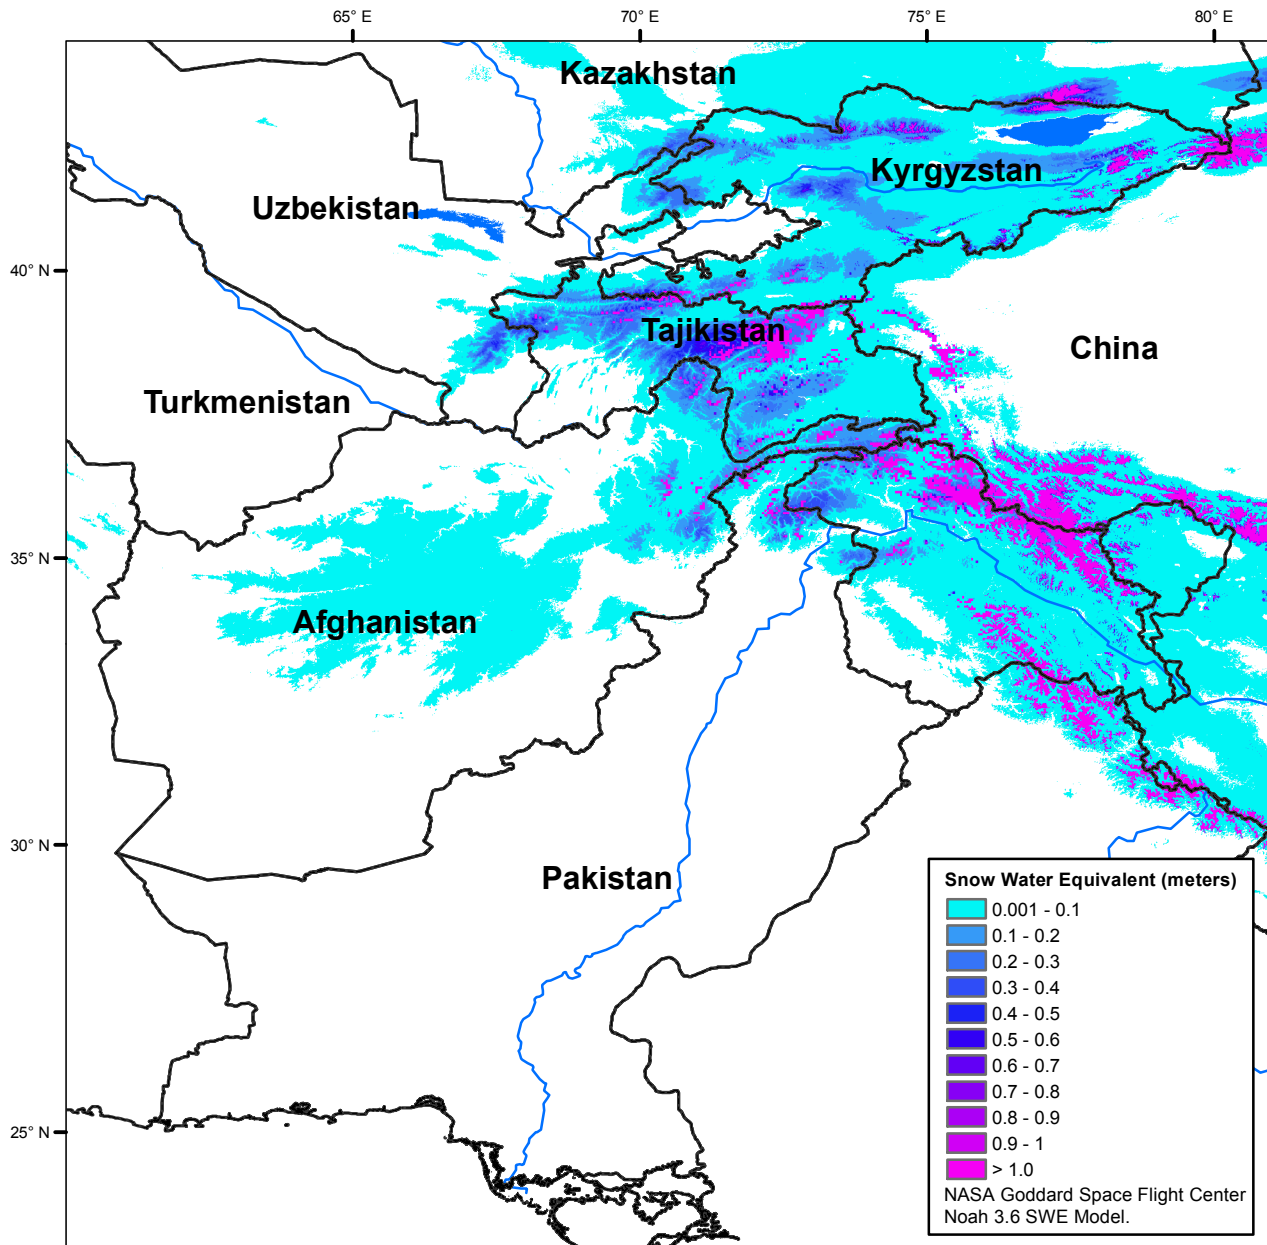 65° E
70° E
75° E
80° E
Kazakhstan
Kyrgyzstan
Uzbekistan
40° N
Tajikistan
China
Turkmenistan
35° N
Afghanistan
30° N
Pakistan
25° N
Snow Water Equivalent (meters)
0.001 - 0.1
0.1 - 0.2
0.2 - 0.3
0.3 - 0.4
0.4 - 0.5
0.5 - 0.6
0.6 - 0.7
0.7 - 0.8
0.8 - 0.9
0.9 - 1
> 1.0
NASA Goddard Space Flight Center
Noah 3.6 SWE Model.